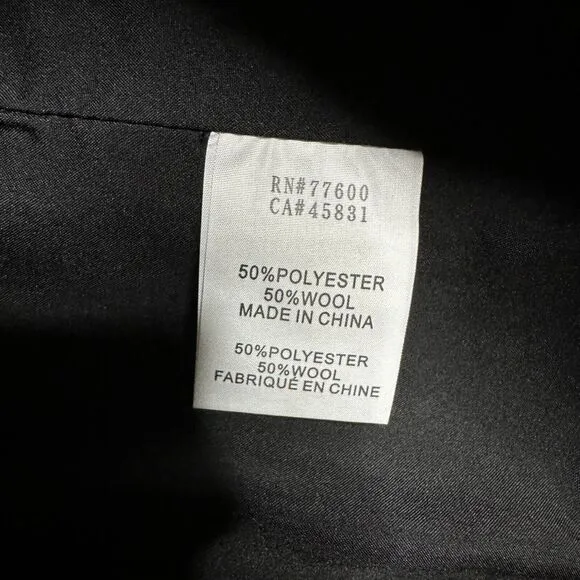 RN#77600
CA#45831
50%POLYESTER
50%WOOL
MADE IN CHINA
50%POLYESTER
50%WOOL
FABRIQUÉ EN CHINE